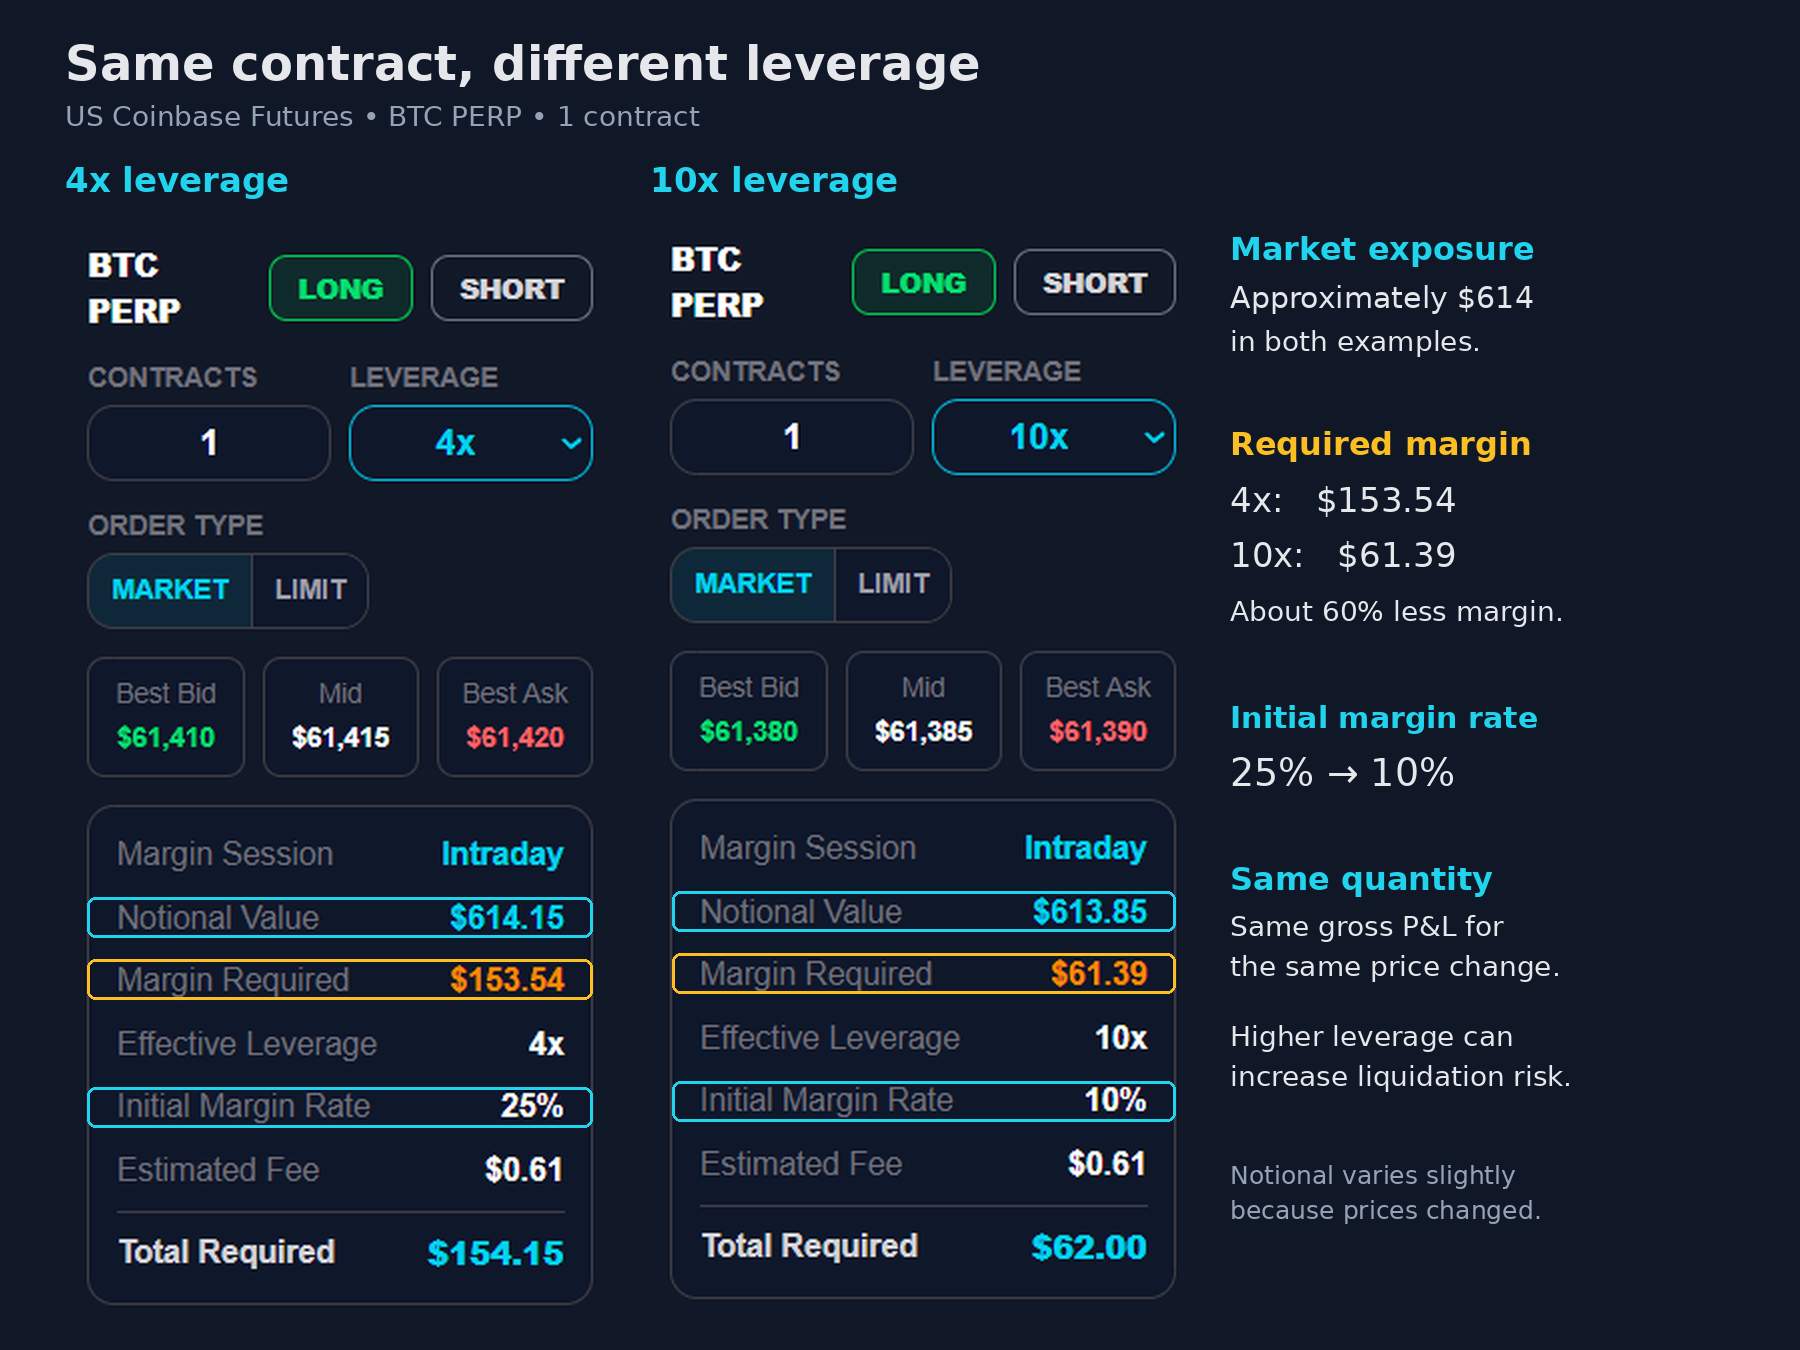 Same contract, different leverage
US Coinbase Futures • BTC PERP • 1 contract
4x leverage
BTC
PERP
LONG SHORT
CONTRACTS LEVERAGE
1 4x
ORDER TYPE
MARKET LIMIT
Best Bid Mid Best Ask
$61,410 $61,415 $61,420
Margin Session Intraday
Notional Value $614.15
Margin Required $153.54
Effective Leverage 4x
Initial Margin Rate 25%
Estimated Fee $0.61
Total Required $154.15
10x leverage
BTC
PERP
LONG SHORT
CONTRACTS LEVERAGE
1 10x
ORDER TYPE
MARKET LIMIT
Best Bid Mid Best Ask
$61,380 $61,385 $61,390
Margin Session Intraday
Notional Value $613.85
Margin Required $61.39
Effective Leverage 10x
Initial Margin Rate 10%
Estimated Fee $0.61
Total Required $62.00
Market exposure
Approximately $614
in both examples.
Required margin
4x: $153.54
10x: $61.39
About 60% less margin.
Initial margin rate
25% → 10%
Same quantity
Same gross P&L for
the same price change.
Higher leverage can
increase liquidation risk.
Notional varies slightly
because prices changed.